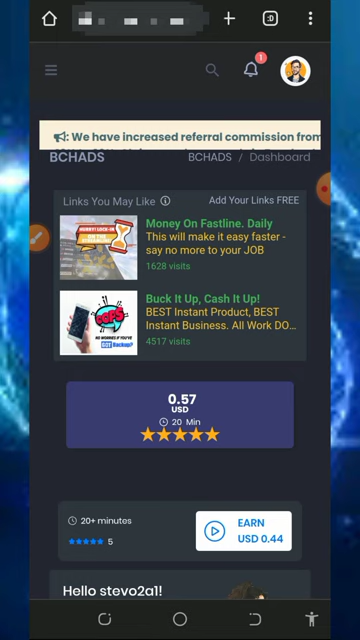 :D
1
: We have increased referral commission from
BCHADS
BCHADS / Dashboard
Links You May Like
Add Your Links FREE
Money On Fastline. Daily
This will make it easy faster -
say no more to your JOB
1628 visits
Buck It Up, Cash It Up!
BEST Instant Product, BEST
Instant Business. All Work DO...
4517 visits
OOPS
0.57
USD
20 Min
20+ minutes
5
EARN
USD 0.44
Hello stevo2a1!